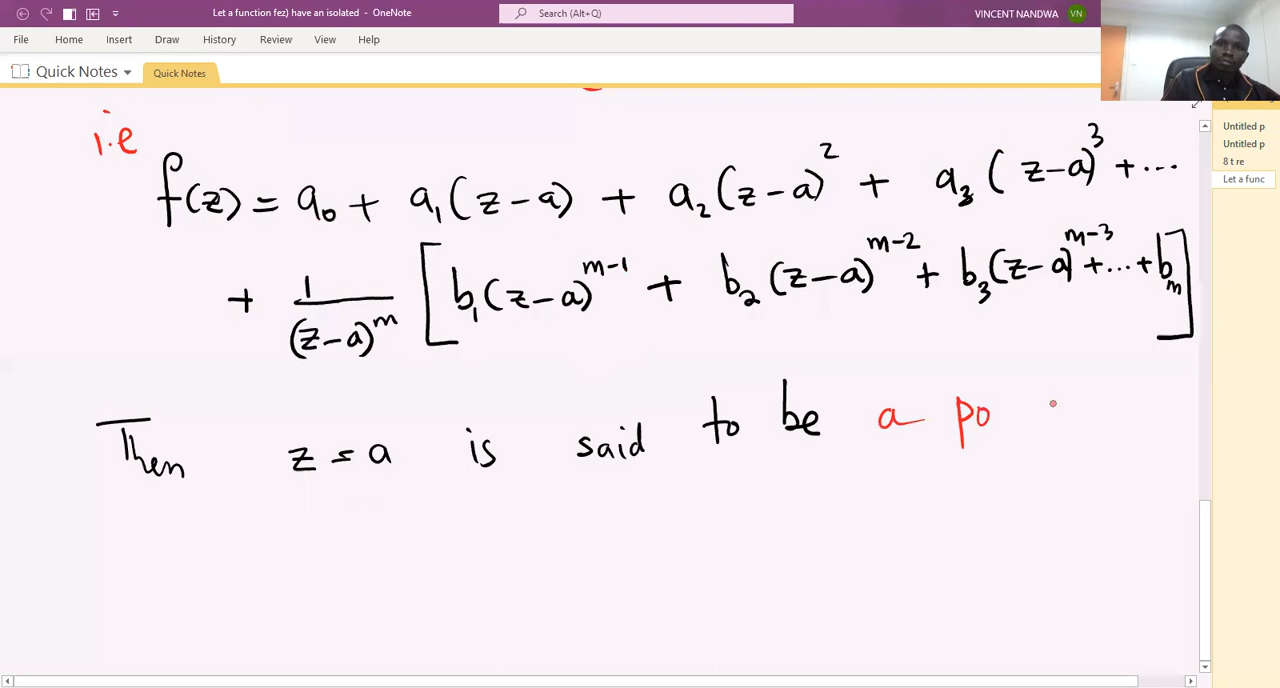 Let a function fez) have an isolated - OneNote
Search (Alt+Q)
VINCENT NANDWA VN
File Home Insert Draw History Review View Help
Quick Notes Quick Notes
i.e
f(z) = a₀ + a₁(z-a) + a₂(z-a)² + a₃(z-a)³ + ...
+ 1/(z-a)ᵐ [b₁(z-a)ᵐ⁻¹ + b₂(z-a)ᵐ⁻² + b₃(z-a)ᵐ⁻³ + ... + bₘ]
Then z = a is said to be a po
Untitled p
Untitled p
8 t re
Let a func